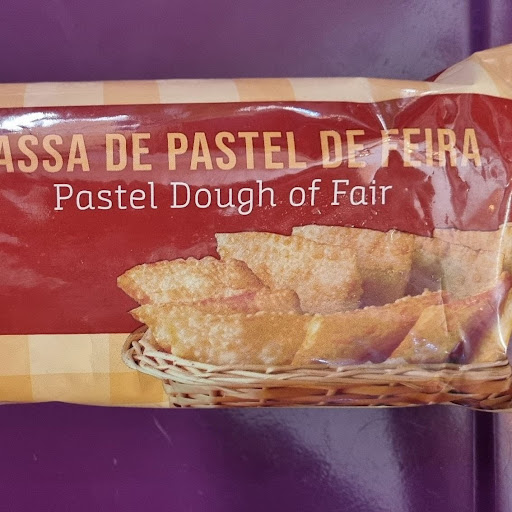 ASSA DE PASTEL DE FEIRA
Pastel Dough of Fair